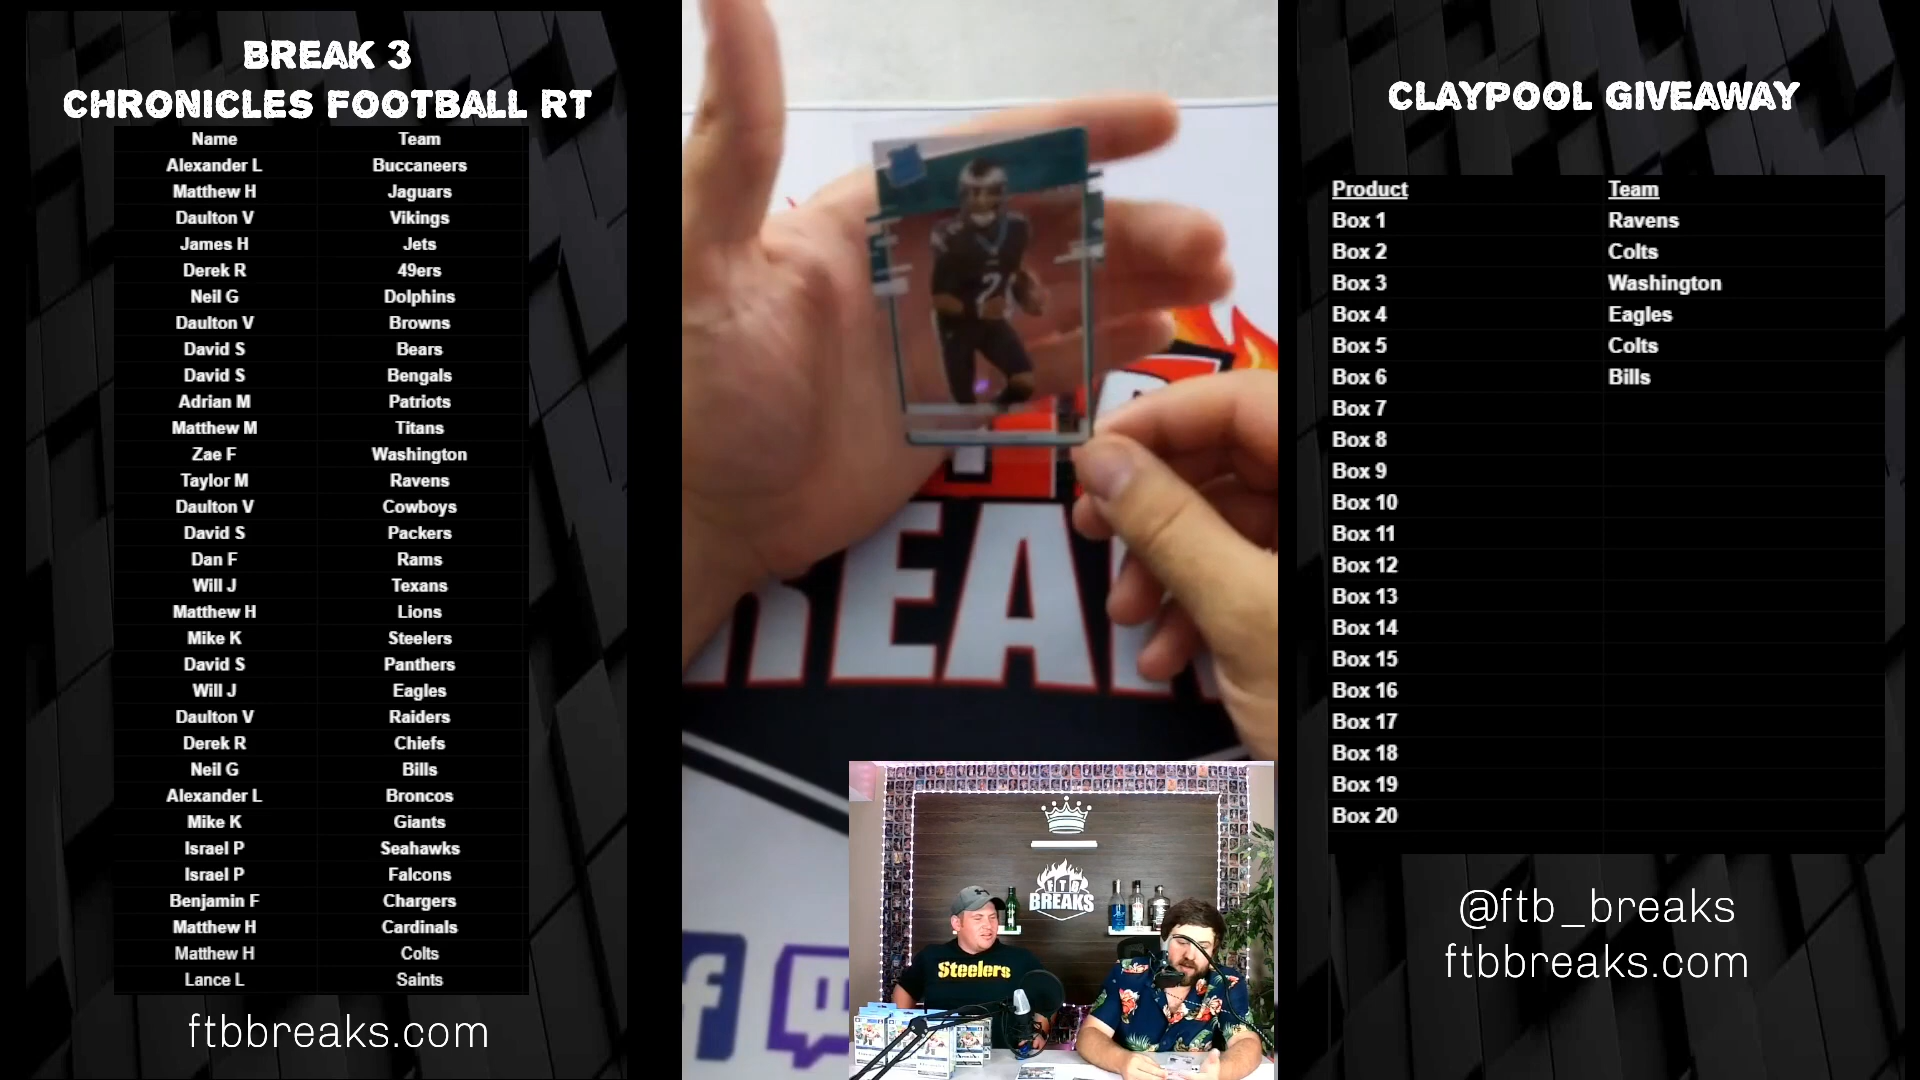 BREAK 3
CHRONICLES FOOTBALL RT
Name Team
Alexander L Buccaneers
Matthew H Jaguars
Daulton V Vikings
James H Jets
Derek R 49ers
Neil G Dolphins
Daulton V Browns
David S Bears
David S Bengals
Adrian M Patriots
Matthew M Titans
Zae F Washington
Taylor M Ravens
Daulton V Cowboys
David S Packers
Dan F Rams
Will J Texans
Matthew H Lions
Mike K Steelers
David S Panthers
Will J Eagles
Daulton V Raiders
Derek R Chiefs
Neil G Bills
Alexander L Broncos
Mike K Giants
Israel P Seahawks
Israel P Falcons
Benjamin F Chargers
Matthew H Cardinals
Matthew H Colts
Lance L Saints
ftbbreaks.com
REAK
f
FTB
BREAKS
Steelers
CLAYPOOL GIVEAWAY
Product Team
Box 1 Ravens
Box 2 Colts
Box 3 Washington
Box 4 Eagles
Box 5 Colts
Box 6 Bills
Box 7
Box 8
Box 9
Box 10
Box 11
Box 12
Box 13
Box 14
Box 15
Box 16
Box 17
Box 18
Box 19
Box 20
@ftb_breaks
ftbbreaks.com